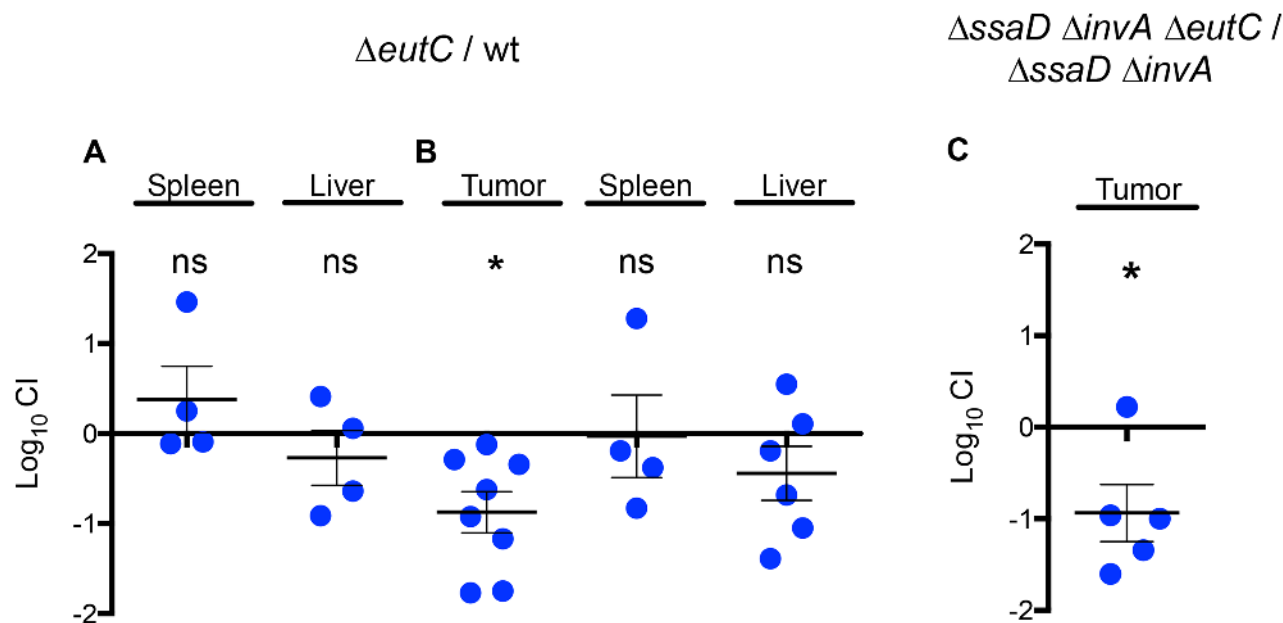 ΔeutC / wt
ΔssaD ΔinvA ΔeutC /
ΔssaD ΔinvA
A
Spleen
Liver
B
Tumor
Spleen
Liver
C
Tumor
ns
ns
*
ns
ns
*
Log10 CI
2
1
0
-1
-2
Log10 CI
2
1
0
-1
-2